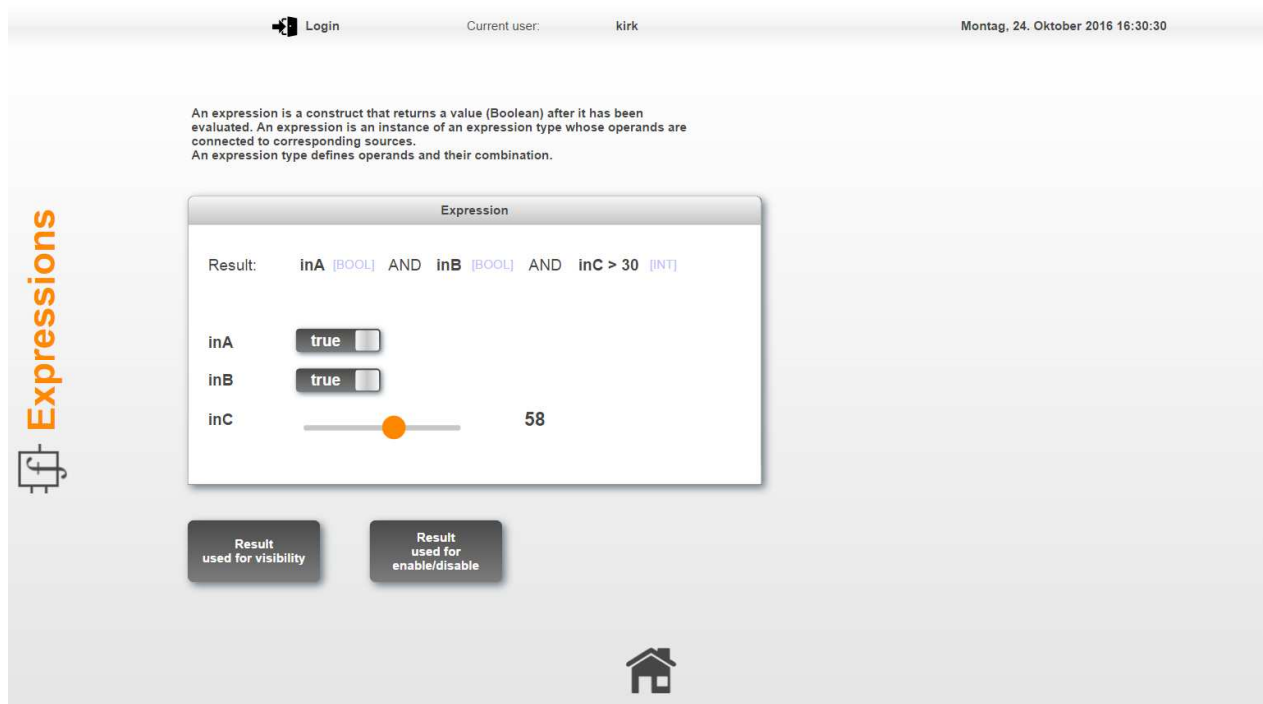 Login Current user: kirk Montag, 24. Oktober 2016 16:30:30
An expression is a construct that returns a value (Boolean) after it has been
evaluated. An expression is an instance of an expression type whose operands are
connected to corresponding sources.
An expression type defines operands and their combination.
Expressions
Expression
Result: inA [BOOL] AND inB [BOOL] AND inC > 30 [INT]
inA true
inB true
inC 58
Result
used for visibility
Result
used for
enable/disable